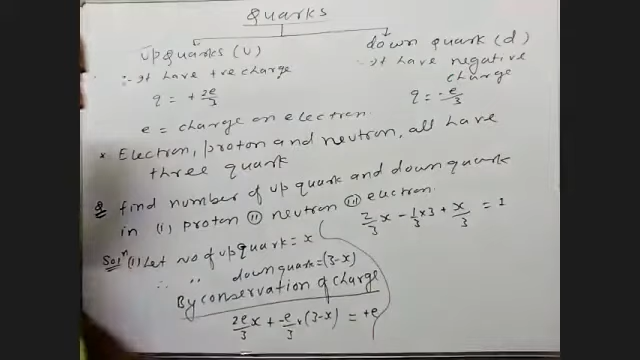 Quarks
up quarks (u)
down quark (d)
∴ It have +ve charge
∴ It have negative
charge
q = + 2e/3
q = -e/3
e = charge on electron.
* Electron, proton and neutron, all have
three quark
Q find number of up quark and down quark
in (i) proton (ii) neutron (iii) electron.
Solⁿ (i) Let no of up quark = x
∴ " down quark = (3-x)
By conservation of charge
2e/3 x + -e/3 × (3-x) = +e
2/3 x - 1/3 × 3 + x/3 = 1